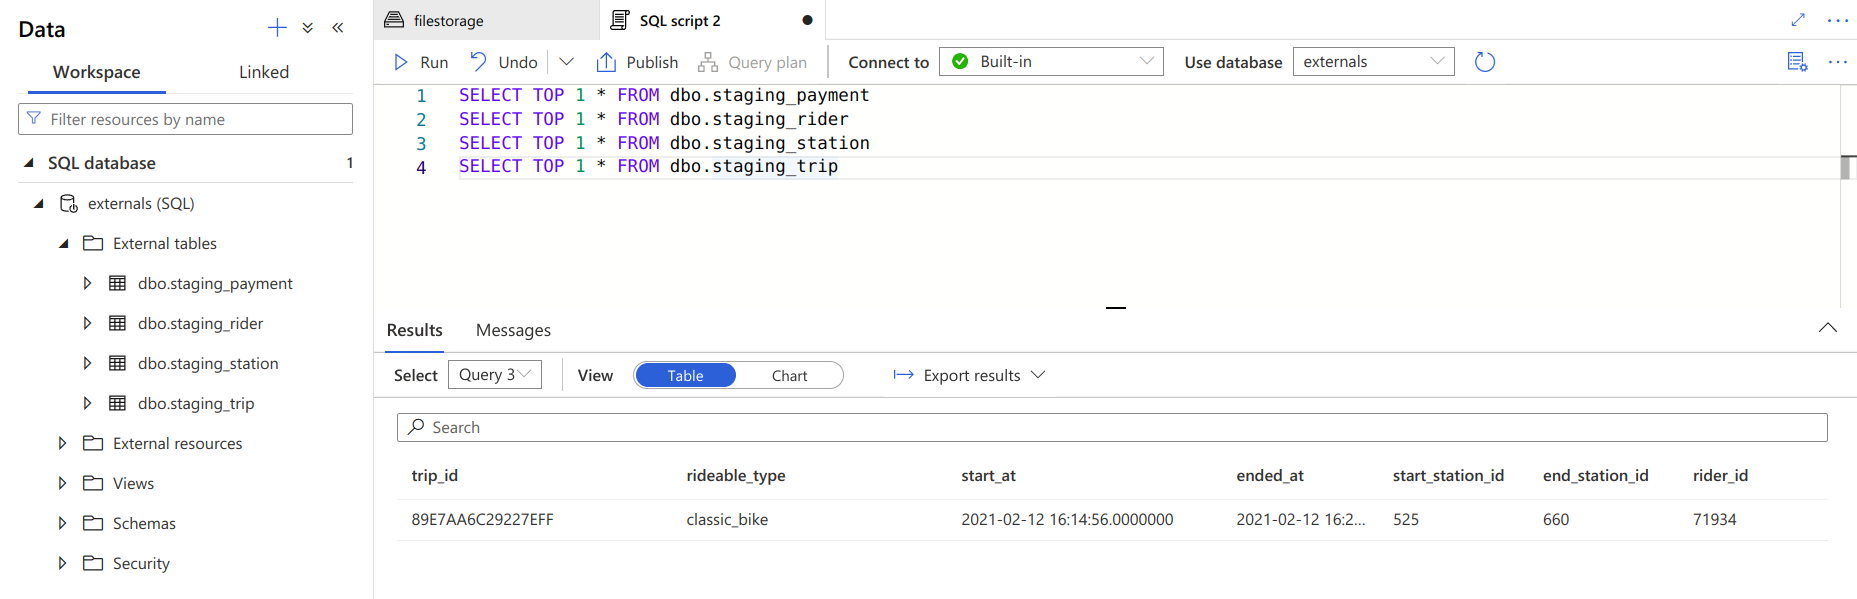 Data
Workspace Linked
Filter resources by name
SQL database 1
externals (SQL)
External tables
dbo.staging_payment
dbo.staging_rider
dbo.staging_station
dbo.staging_trip
External resources
Views
Schemas
Security
filestorage SQL script 2
Run Undo Publish Query plan Connect to Built-in Use database externals
1 SELECT TOP 1 * FROM dbo.staging_payment
2 SELECT TOP 1 * FROM dbo.staging_rider
3 SELECT TOP 1 * FROM dbo.staging_station
4 SELECT TOP 1 * FROM dbo.staging_trip
Results Messages
Select Query 3 View Table Chart Export results
Search
trip_id rideable_type start_at ended_at start_station_id end_station_id rider_id
89E7AA6C29227EFF classic_bike 2021-02-12 16:14:56.0000000 2021-02-12 16:2... 525 660 71934